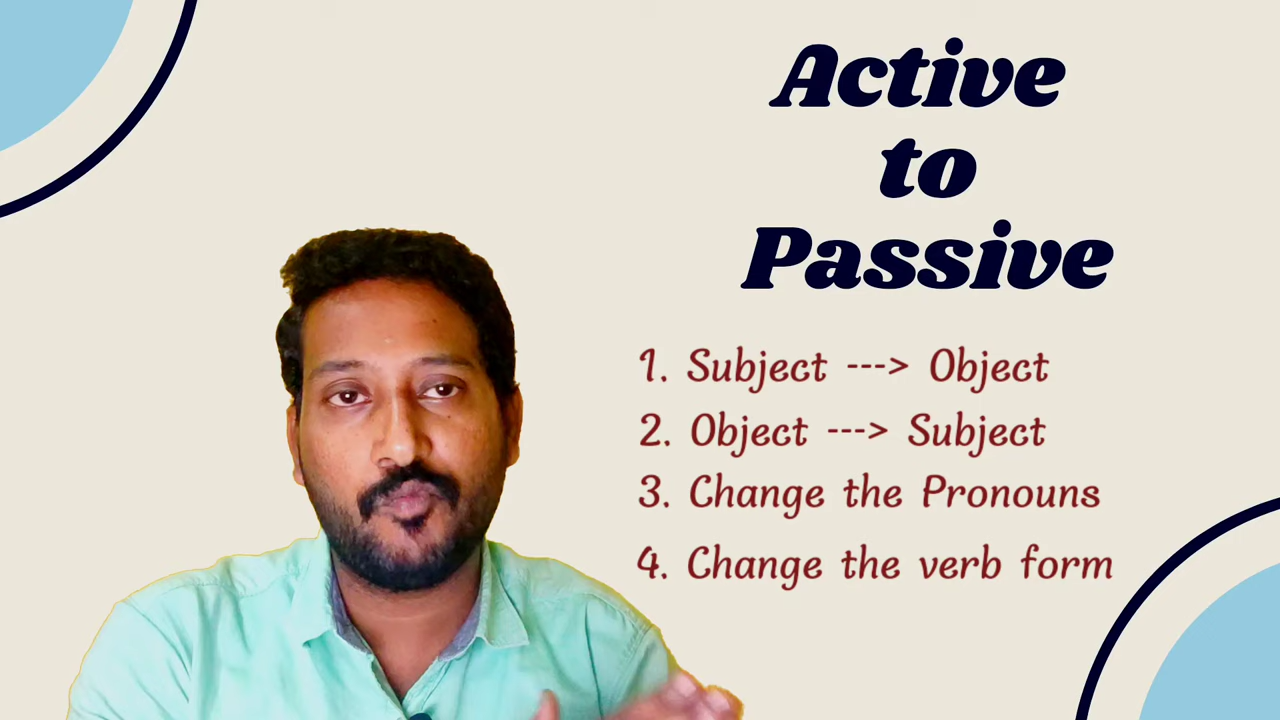 Active
to
Passive
1. Subject ---> Object
2. Object ---> Subject
3. Change the Pronouns
4. Change the verb form